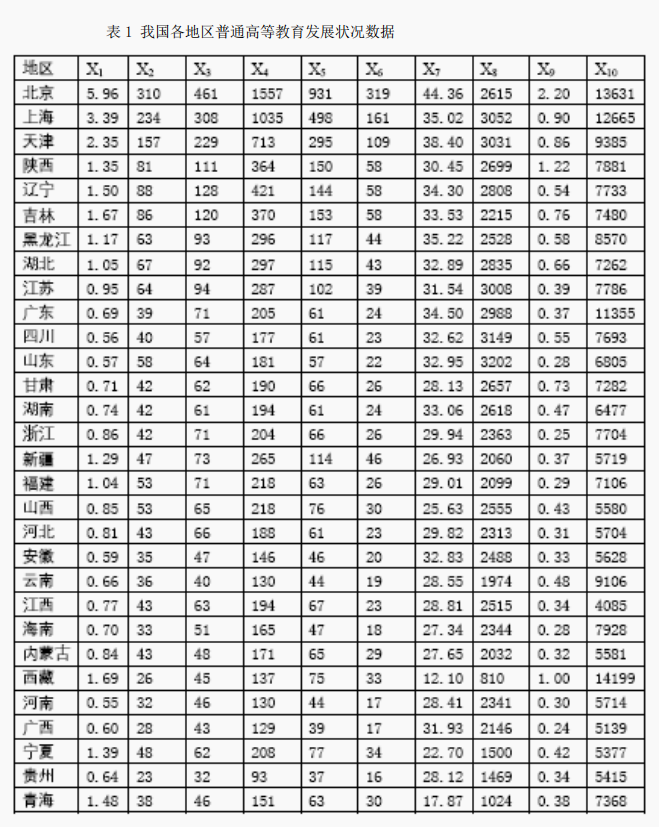 表 1 我国各地区普通高等教育发展状况数据
地区 X₁ X₂ X₃ X₄ X₅ X₆ X₇ X₈ X₉ X₁₀
北京 5.96 310 461 1557 931 319 44.36 2615 2.20 13631
上海 3.39 234 308 1035 498 161 35.02 3052 0.90 12665
天津 2.35 157 229 713 295 109 38.40 3031 0.86 9385
陕西 1.35 81 111 364 150 58 30.45 2699 1.22 7881
辽宁 1.50 88 128 421 144 58 34.30 2808 0.54 7733
吉林 1.67 86 120 370 153 58 33.53 2215 0.76 7480
黑龙江 1.17 63 93 296 117 44 35.22 2528 0.58 8570
湖北 1.05 67 92 297 115 43 32.89 2835 0.66 7262
江苏 0.95 64 94 287 102 39 31.54 3008 0.39 7786
广东 0.69 39 71 205 61 24 34.50 2988 0.37 11355
四川 0.56 40 57 177 61 23 32.62 3149 0.55 7693
山东 0.57 58 64 181 57 22 32.95 3202 0.28 6805
甘肃 0.71 42 62 190 66 26 28.13 2657 0.73 7282
湖南 0.74 42 61 194 61 24 33.06 2618 0.47 6477
浙江 0.86 42 71 204 66 26 29.94 2363 0.25 7704
新疆 1.29 47 73 265 114 46 26.93 2060 0.37 5719
福建 1.04 53 71 218 63 26 29.01 2099 0.29 7106
山西 0.85 53 65 218 76 30 25.63 2555 0.43 5580
河北 0.81 43 66 188 61 23 29.82 2313 0.31 5704
安徽 0.59 35 47 146 46 20 32.83 2488 0.33 5628
云南 0.66 36 40 130 44 19 28.55 1974 0.48 9106
江西 0.77 43 63 194 67 23 28.81 2515 0.34 4085
海南 0.70 33 51 165 47 18 27.34 2344 0.28 7928
内蒙古 0.84 43 48 171 65 29 27.65 2032 0.32 5581
西藏 1.69 26 45 137 75 33 12.10 810 1.00 14199
河南 0.55 32 46 130 44 17 28.41 2341 0.30 5714
广西 0.60 28 43 129 39 17 31.93 2146 0.24 5139
宁夏 1.39 48 62 208 77 34 22.70 1500 0.42 5377
贵州 0.64 23 32 93 37 16 28.12 1469 0.34 5415
青海 1.48 38 46 151 63 30 17.87 1024 0.38 7368